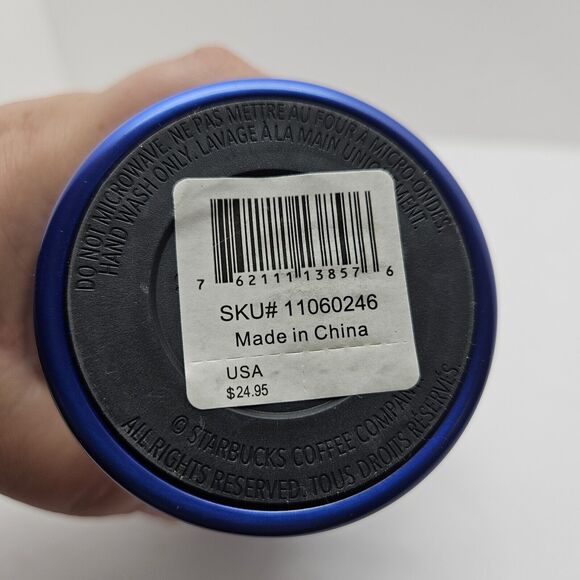 DO NOT MICROWAVE. NE PAS METTRE AU FOUR A MICRO-ONDES.
HAND WASH ONLY. LAVAGE À LA MAIN UNIQUEMENT.
7 62111 13857 6
SKU# 11060246
Made in China
USA
$24.95
© STARBUCKS COFFEE COMPANY
ALL RIGHTS RESERVED. TOUS DROITS RÉSERVÉS.